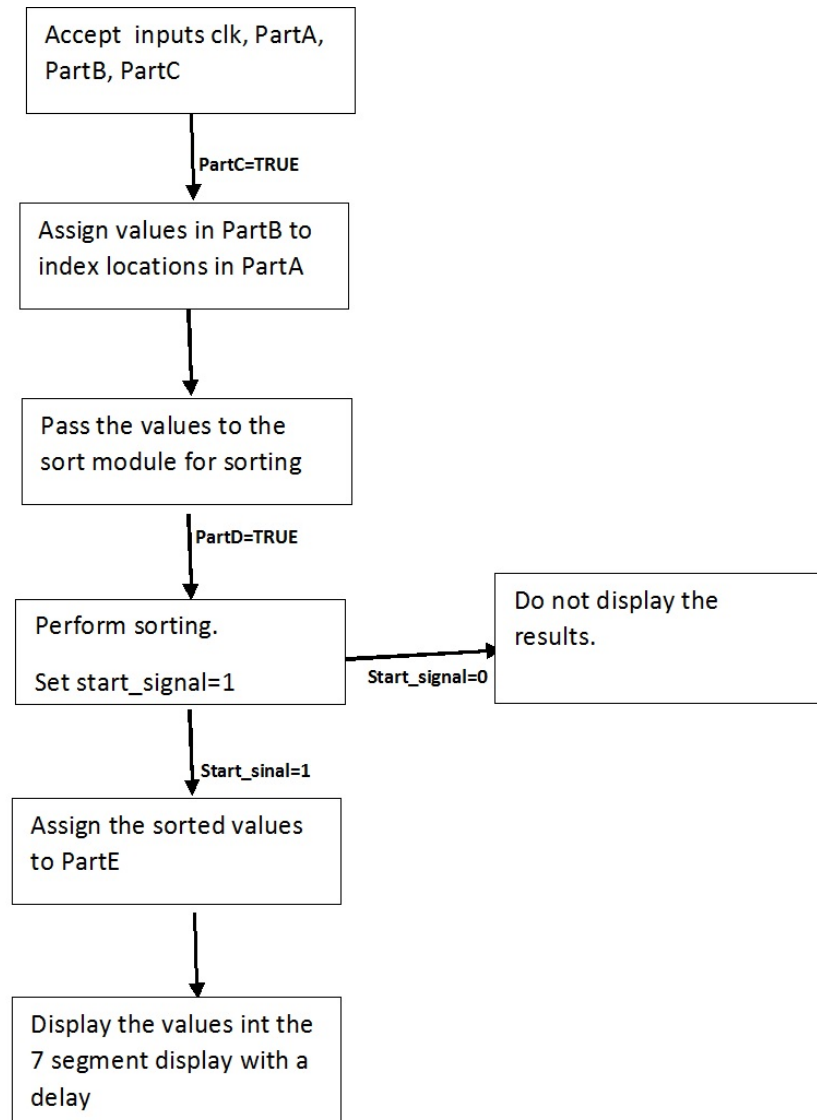 Accept inputs clk, PartA,
PartB, PartC
PartC=TRUE
Assign values in PartB to
index locations in PartA
Pass the values to the
sort module for sorting
PartD=TRUE
Perform sorting.
Set start_signal=1
Do not display the
results.
Start_signal=0
Start_sinal=1
Assign the sorted values
to PartE
Display the values int the
7 segment display with a
delay